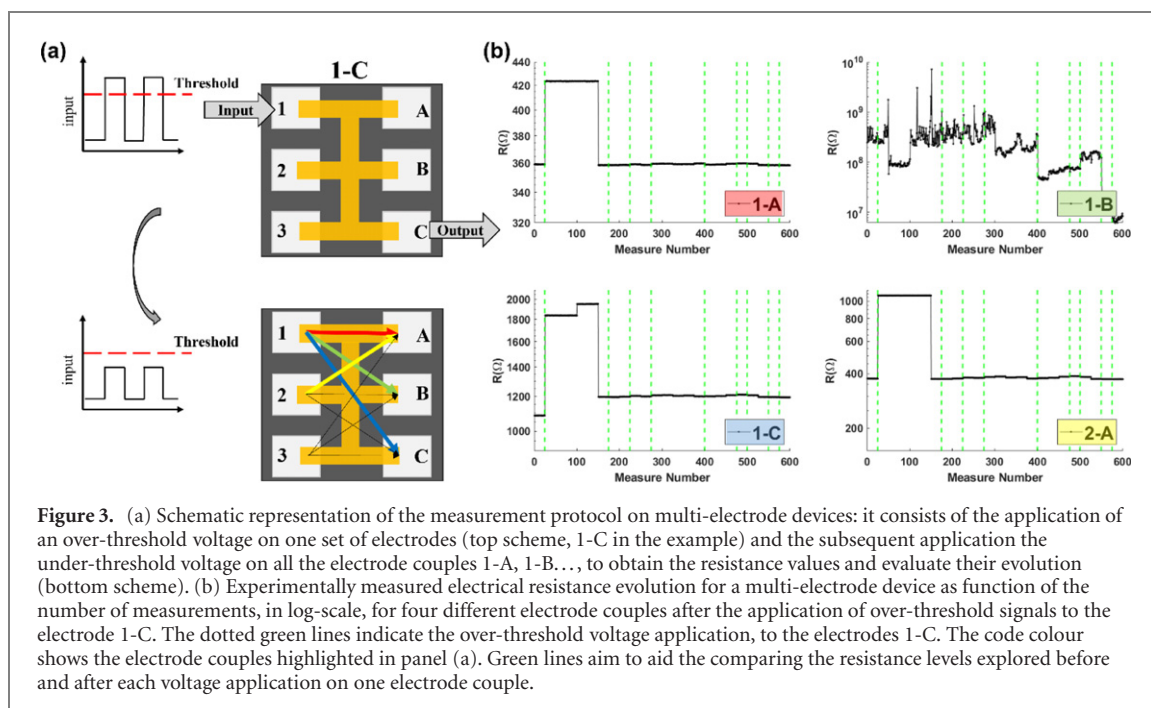 (a)
Threshold
input
Input
1-C
1
A
2
B
3
C
Output
Threshold
input
1
A
2
B
3
C
(b)
440
420
400
380
360
340
320
R(Ω)
0 100 200 300 400 500 600
Measure Number
1-A
10^10
10^9
10^8
10^7
R(Ω)
0 100 200 300 400 500 600
Measure Number
1-B
2000
1800
1600
1400
1200
1000
R(Ω)
0 100 200 300 400 500 600
Measure Number
1-C
1000
800
600
400
200
R(Ω)
0 100 200 300 400 500 600
Measure Number
2-A
Figure 3. (a) Schematic representation of the measurement protocol on multi-electrode devices: it consists of the application of
an over-threshold voltage on one set of electrodes (top scheme, 1-C in the example) and the subsequent application the
under-threshold voltage on all the electrode couples 1-A, 1-B…, to obtain the resistance values and evaluate their evolution
(bottom scheme). (b) Experimentally measured electrical resistance evolution for a multi-electrode device as function of the
number of measurements, in log-scale, for four different electrode couples after the application of over-threshold signals to the
electrode 1-C. The dotted green lines indicate the over-threshold voltage application, to the electrodes 1-C. The code colour
shows the electrode couples highlighted in panel (a). Green lines aim to aid the comparing the resistance levels explored before
and after each voltage application on one electrode couple.